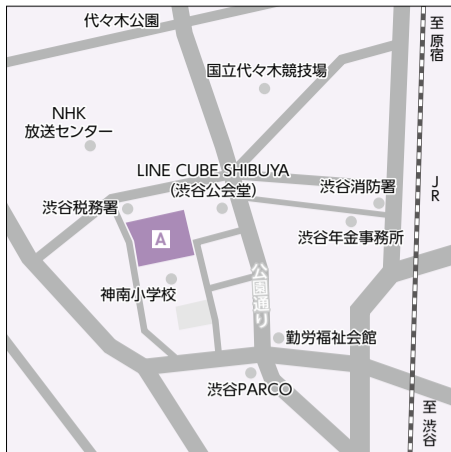 代々木公園
至 原宿
国立代々木競技場
NHK
放送センター
JR
LINE CUBE SHIBUYA
(渋谷公会堂)
渋谷消防署
渋谷税務署
A
渋谷年金事務所
神南小学校
公園通り
勤労福祉会館
渋谷PARCO
至 渋谷